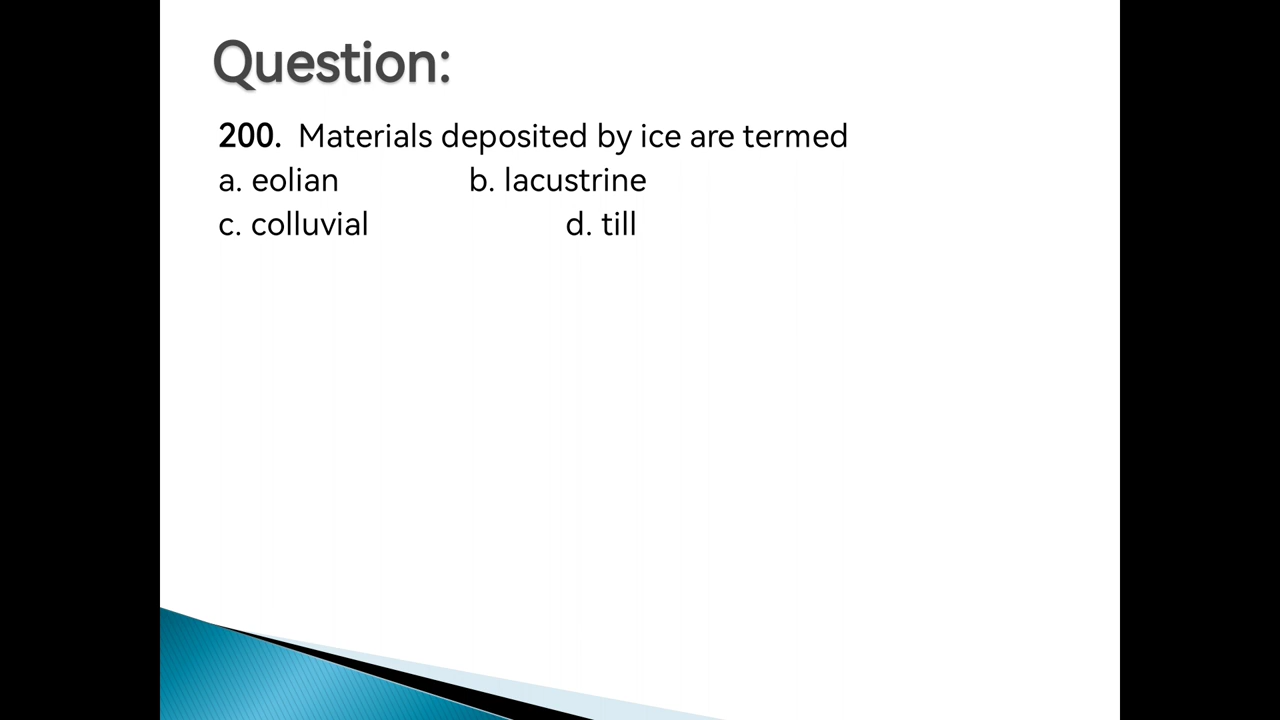 Question:
200. Materials deposited by ice are termed
a. eolian b. lacustrine
c. colluvial d. till